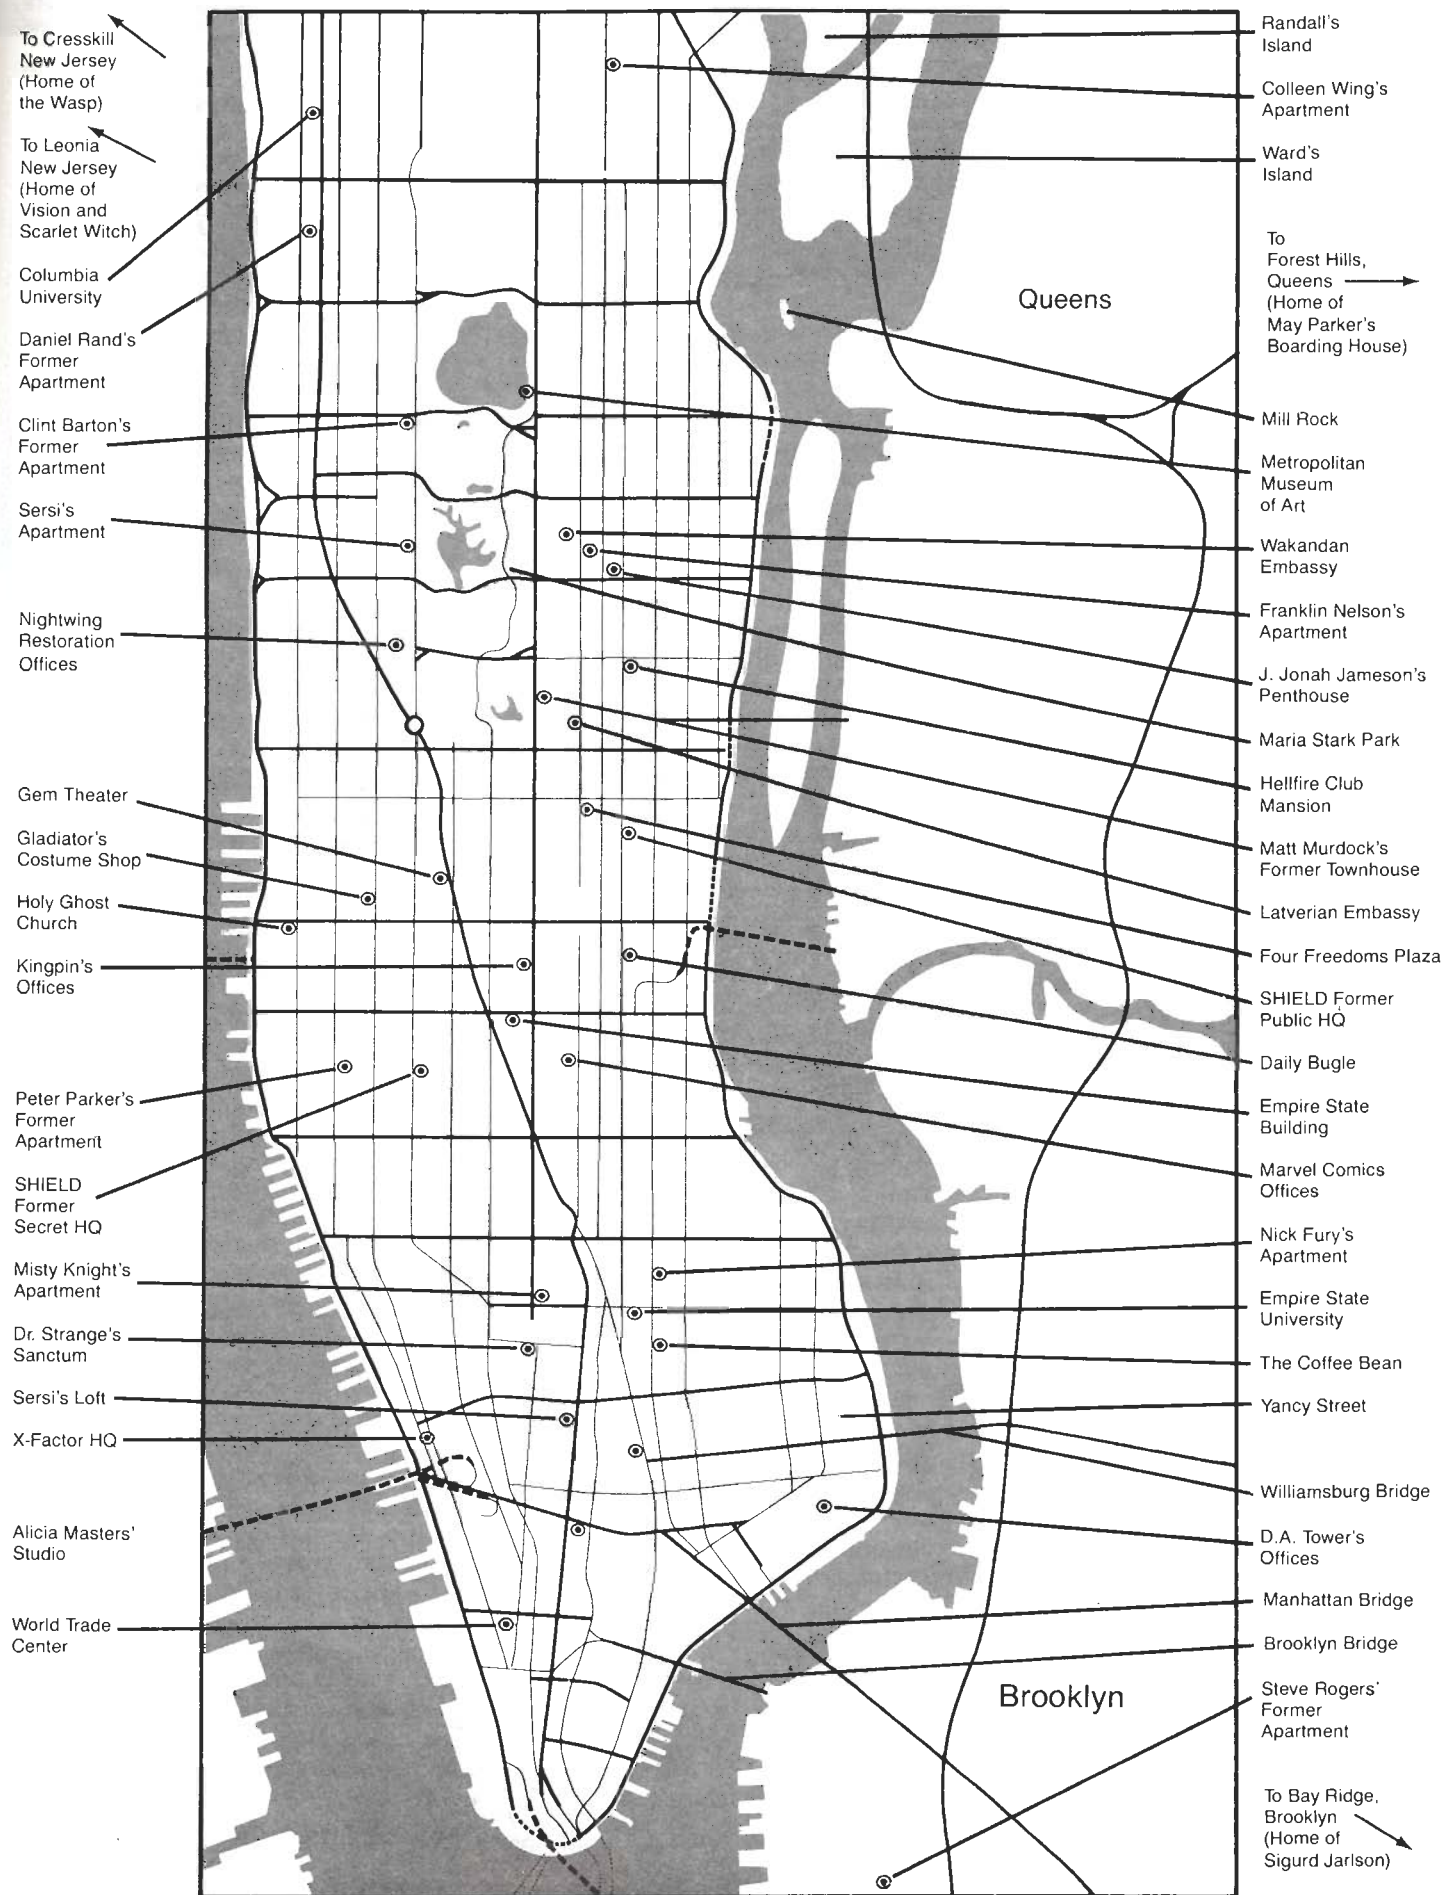 To Cresskill
New Jersey
(Home of
the Wasp)
To Leonia
New Jersey
(Home of
Vision and
Scarlet Witch)
Columbia
University
Daniel Rand's
Former
Apartment
Clint Barton's
Former
Apartment
Sersi's
Apartment
Nightwing
Restoration
Offices
Gem Theater
Gladiator's
Costume Shop
Holy Ghost
Church
Kingpin's
Offices
Peter Parker's
Former
Apartment
SHIELD
Former
Secret HQ
Misty Knight's
Apartment
Dr. Strange's
Sanctum
Sersi's Loft
X-Factor HQ
Alicia Masters'
Studio
World Trade
Center
Queens
Brooklyn
Randall's
Island
Colleen Wing's
Apartment
Ward's
Island
To
Forest Hills,
Queens
(Home of
May Parker's
Boarding House)
Mill Rock
Metropolitan
Museum
of Art
Wakandan
Embassy
Franklin Nelson's
Apartment
J. Jonah Jameson's
Penthouse
Maria Stark Park
Hellfire Club
Mansion
Matt Murdock's
Former Townhouse
Latverian Embassy
Four Freedoms Plaza
SHIELD Former
Public HQ
Daily Bugle
Empire State
Building
Marvel Comics
Offices
Nick Fury's
Apartment
Empire State
University
The Coffee Bean
Yancy Street
Williamsburg Bridge
D.A. Tower's
Offices
Manhattan Bridge
Brooklyn Bridge
Steve Rogers'
Former
Apartment
To Bay Ridge,
Brooklyn
(Home of
Sigurd Jarlson)